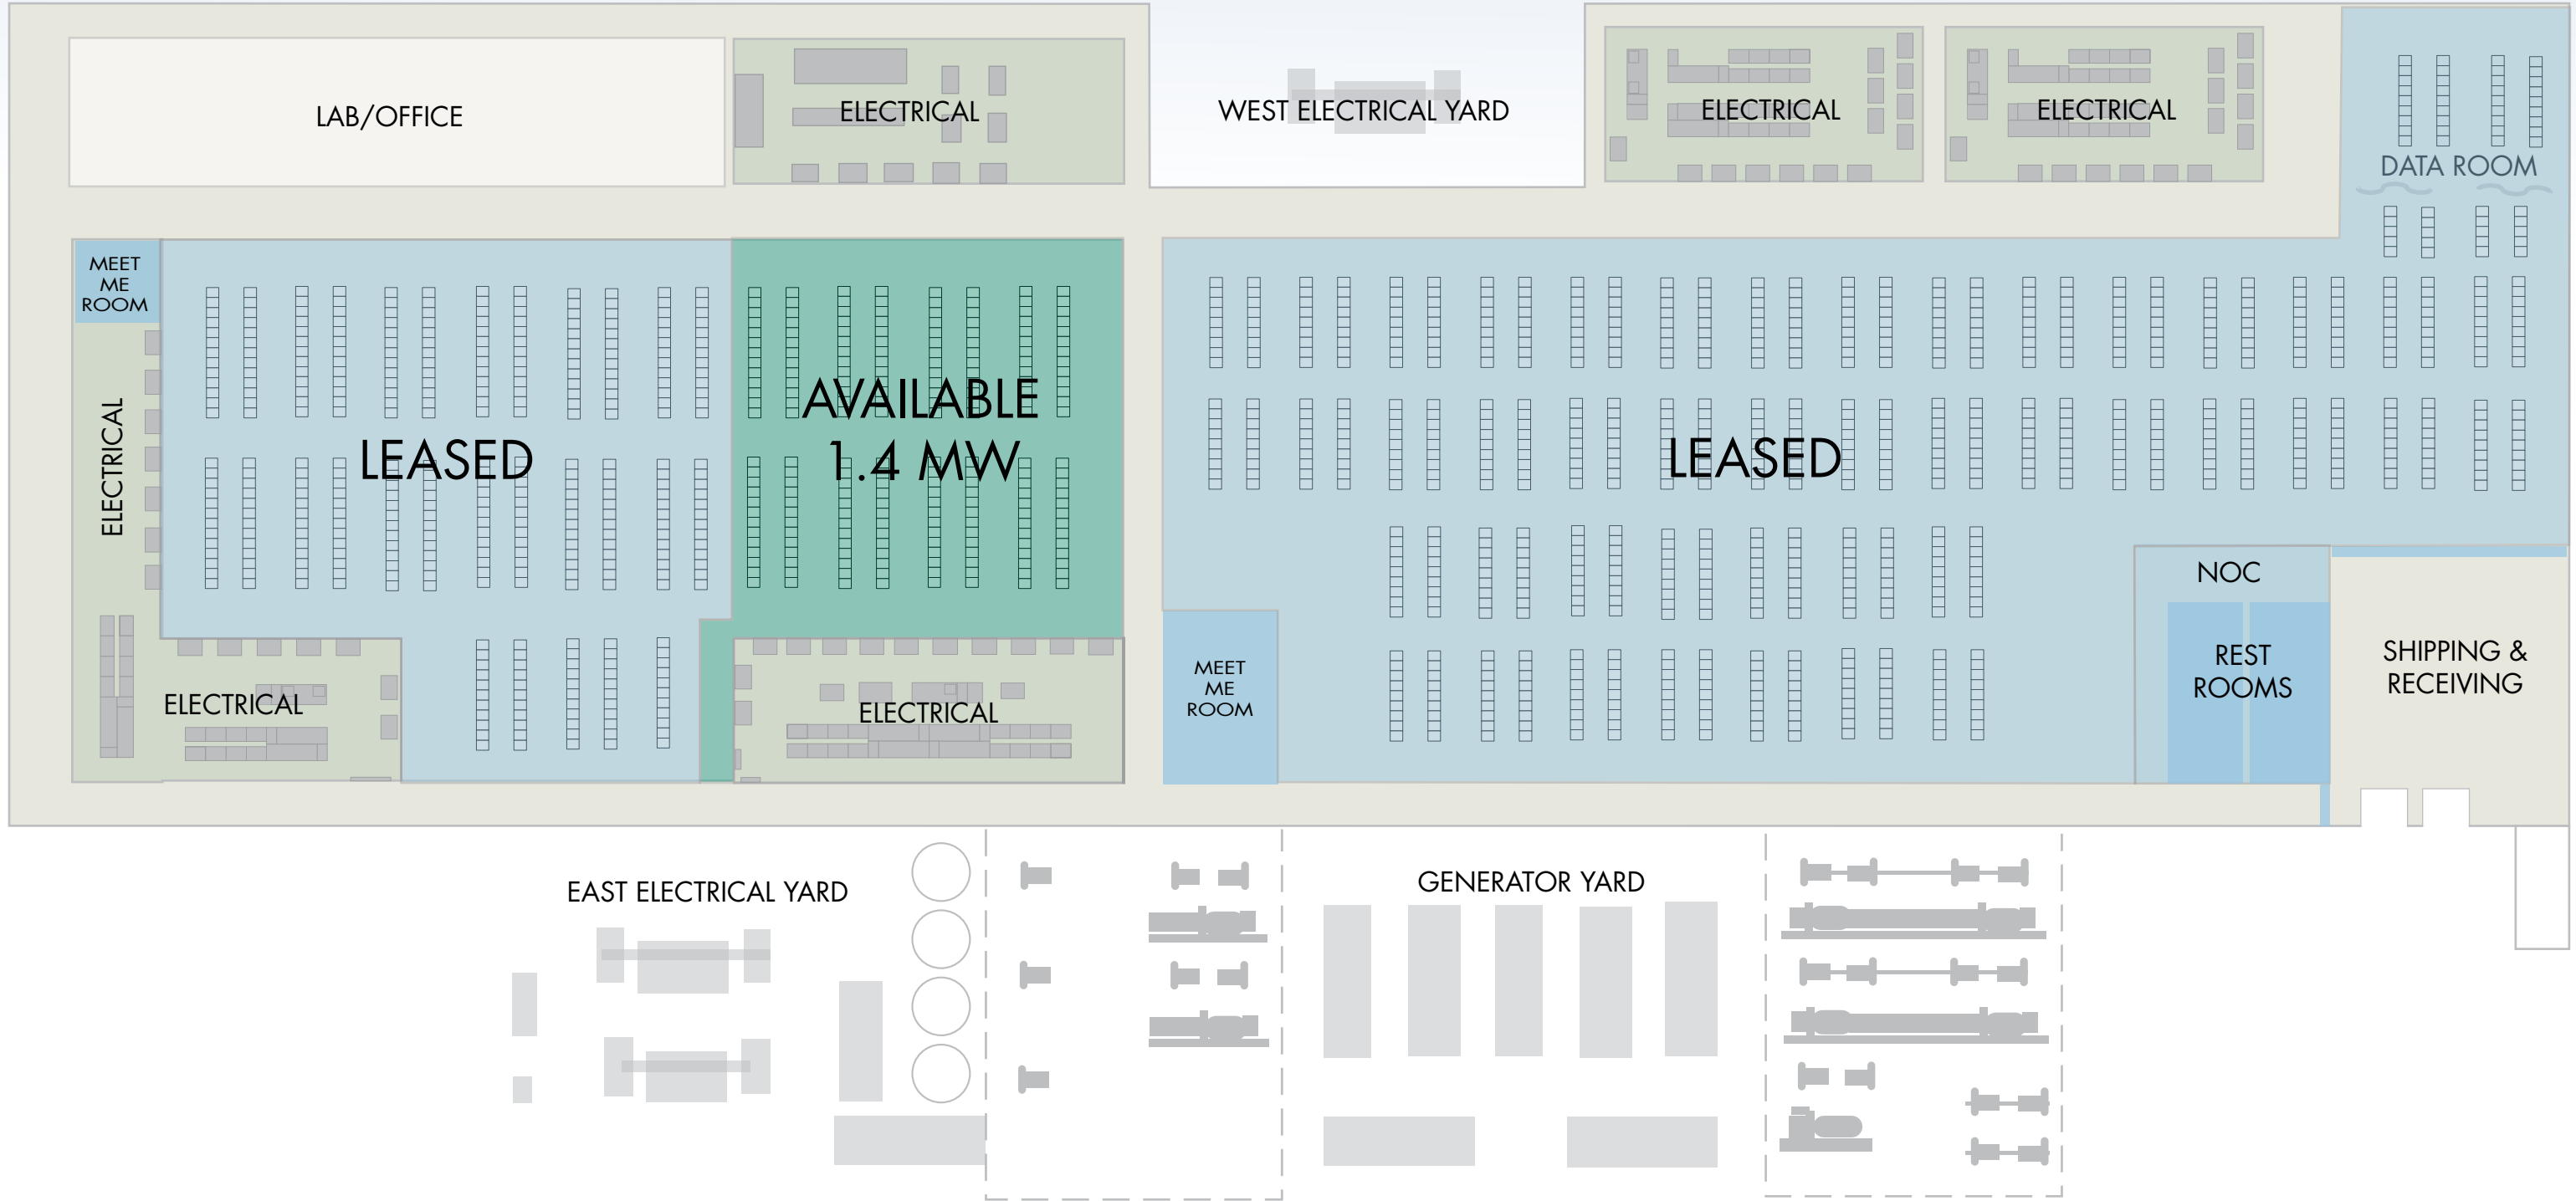 LAB/OFFICE
ELECTRICAL
WEST ELECTRICAL YARD
ELECTRICAL
ELECTRICAL
DATA ROOM
MEET
ME
ROOM
ELECTRICAL
LEASED
AVAILABLE
1.4 MW
LEASED
NOC
REST
ROOMS
SHIPPING &
RECEIVING
MEET
ME
ROOM
ELECTRICAL
ELECTRICAL
EAST ELECTRICAL YARD
GENERATOR YARD